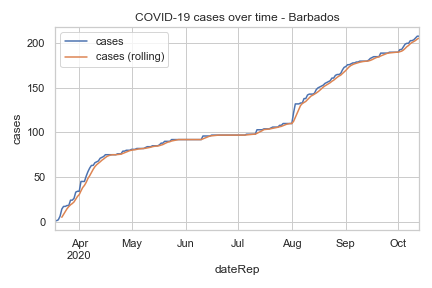 COVID-19 cases over time - Barbados
cases
cases (rolling)
200
150
100
50
0
cases
Apr
2020
May
Jun
Jul
Aug
Sep
Oct
dateRep